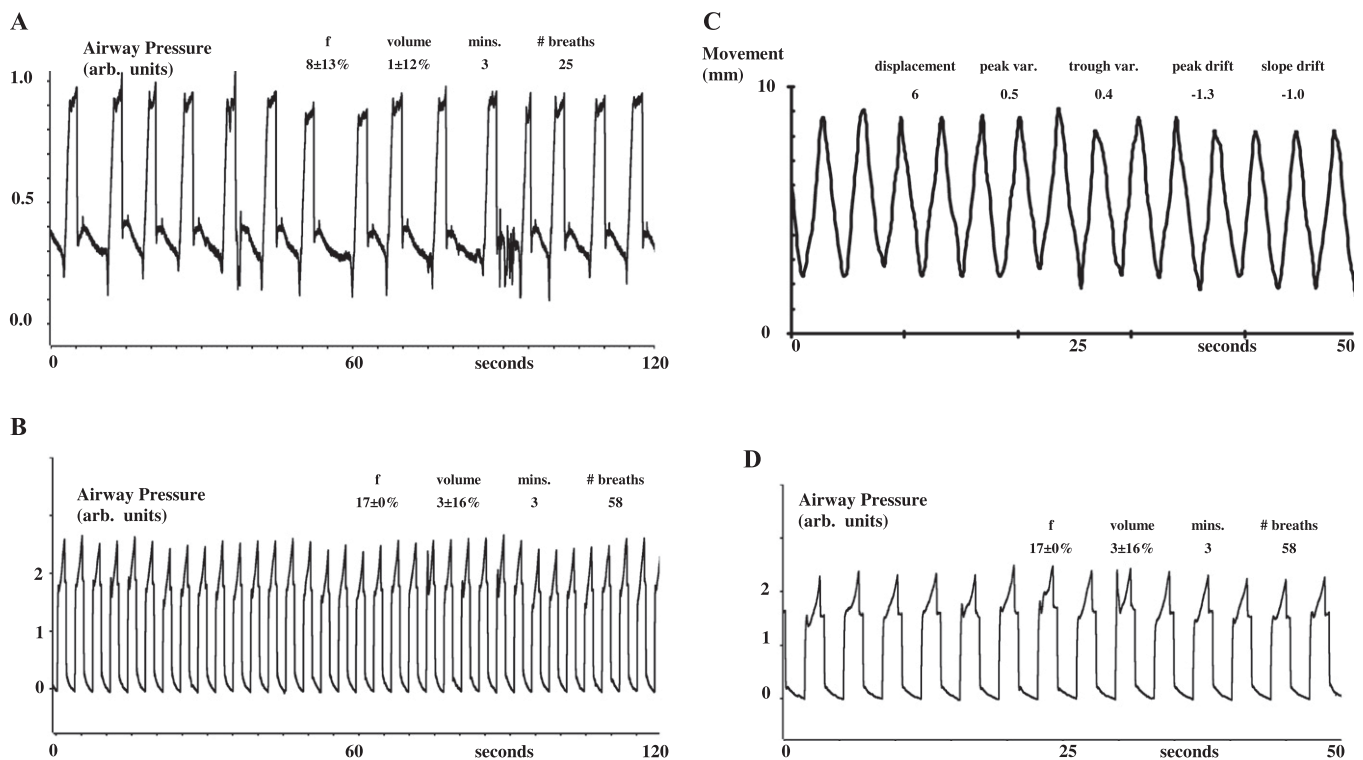 A
Airway Pressure
(arb. units)
f volume mins. # breaths
8±13% 1±12% 3 25
1.0
0.5
0.0
0 60 seconds 120
B
Airway Pressure
(arb. units)
f volume mins. # breaths
17±0% 3±16% 3 58
2
1
0
0 60 seconds 120
C
Movement
(mm)
displacement peak var. trough var. peak drift slope drift
6 0.5 0.4 -1.3 -1.0
10
0
0 25 seconds 50
D
Airway Pressure
(arb. units)
f volume mins. # breaths
17±0% 3±16% 3 58
2
1
0
0 25 seconds 50